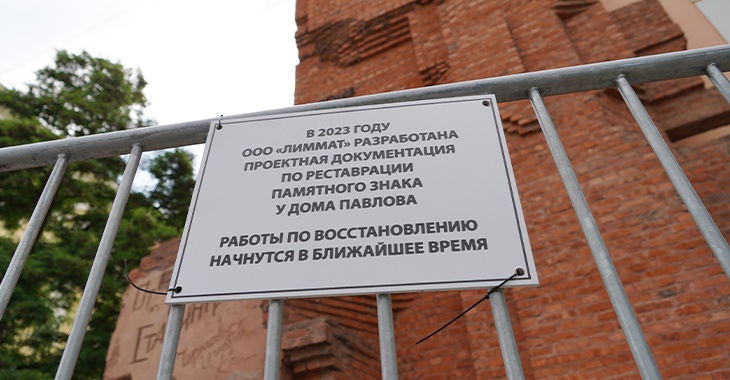 В 2023 ГОДУ
ООО «ЛИММАТ» РАЗРАБОТАНА
ПРОЕКТНАЯ ДОКУМЕНТАЦИЯ
ПО РЕСТАВРАЦИИ
ПАМЯТНОГО ЗНАКА
У ДОМА ПАВЛОВА
РАБОТЫ ПО ВОССТАНОВЛЕНИЮ
НАЧНУТСЯ В БЛИЖАЙШЕЕ ВРЕМЯ